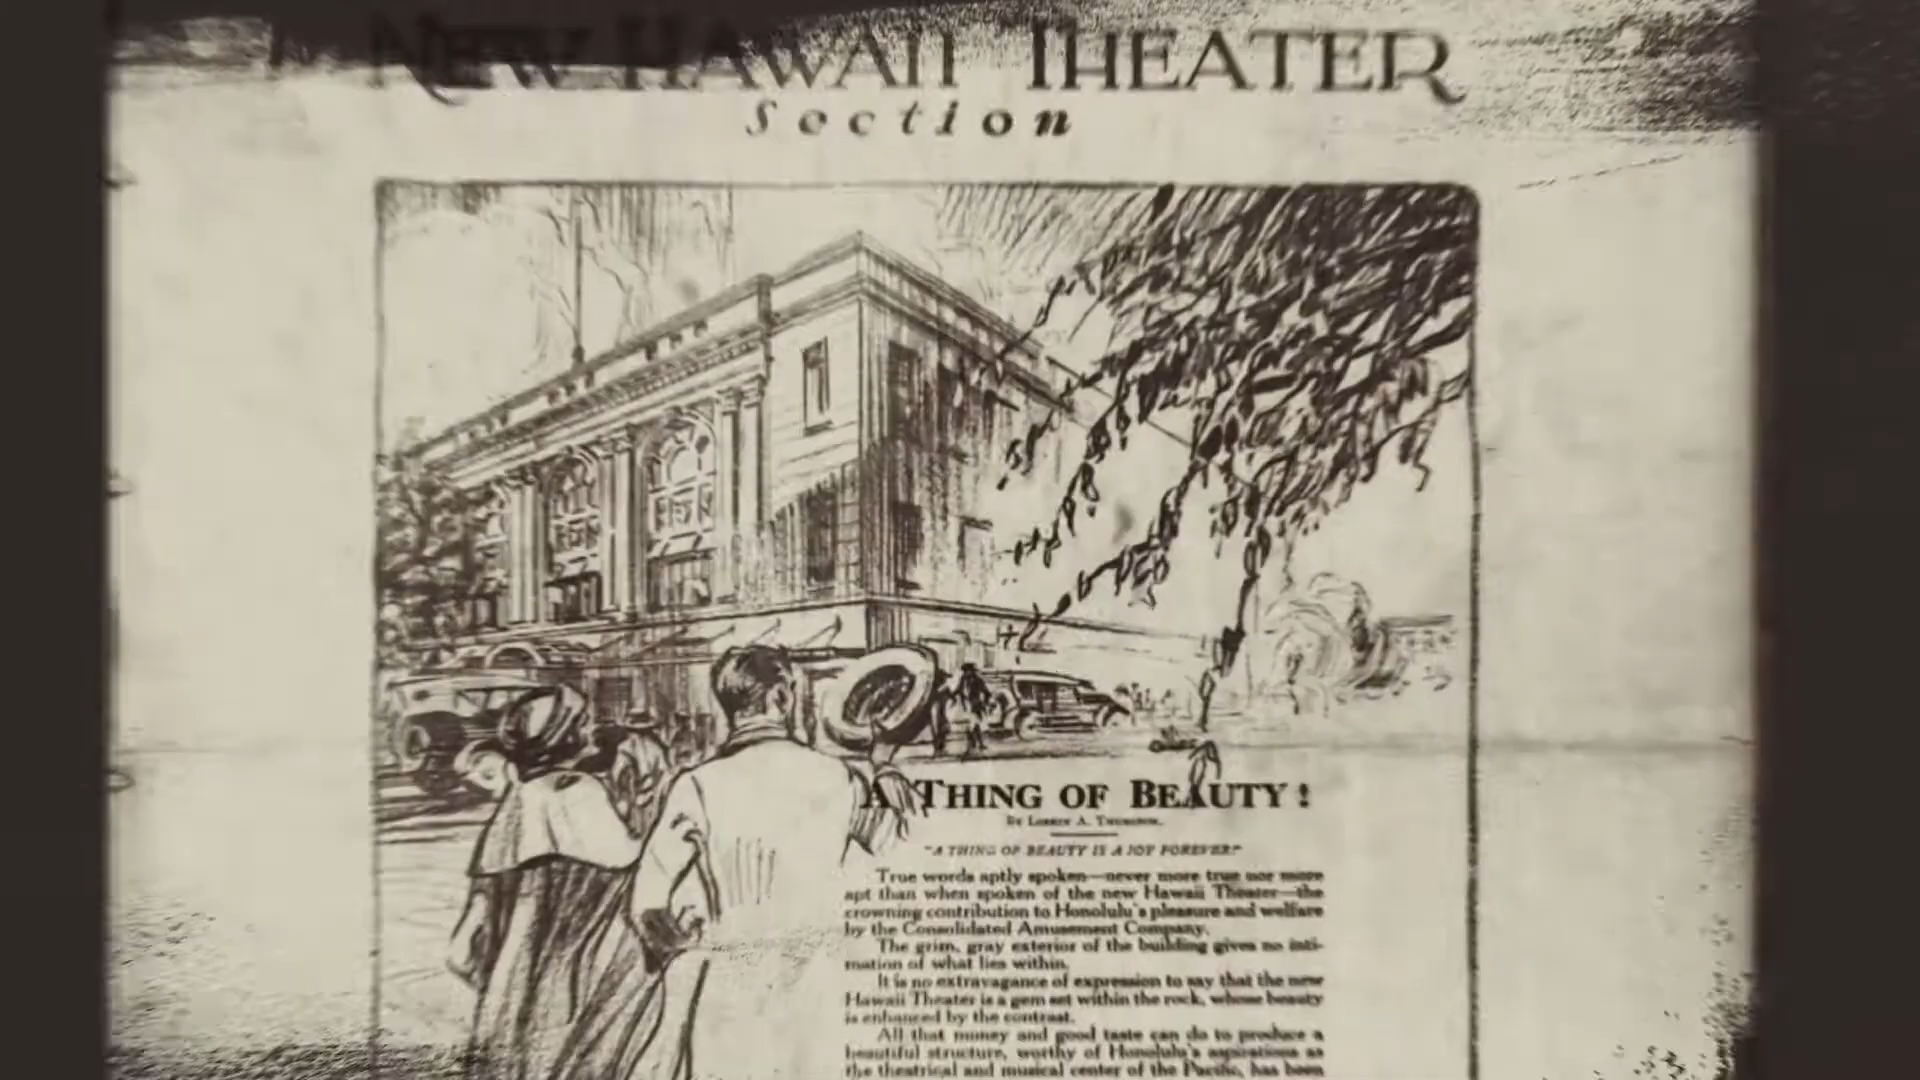 NEW HAWAII THEATER
Section
A THING OF BEAUTY!
By Lorrin A. Thurston.
"A THING OF BEAUTY IS A JOY FOREVER"
True words aptly spoken—never more true nor more
apt than when spoken of the new Hawaii Theater—the
crowning contribution to Honolulu's pleasure and welfare
by the Consolidated Amusement Company.
The grim, gray exterior of the building gives no inti-
mation of what lies within.
It is no extravagance of expression to say that the new
Hawaii Theater is a gem set within the rock, whose beauty
is enhanced by the contrast.
All that money and good taste can do to produce a
beautiful structure, worthy of Honolulu's aspirations as
the theatrical and musical center of the Pacific, has been